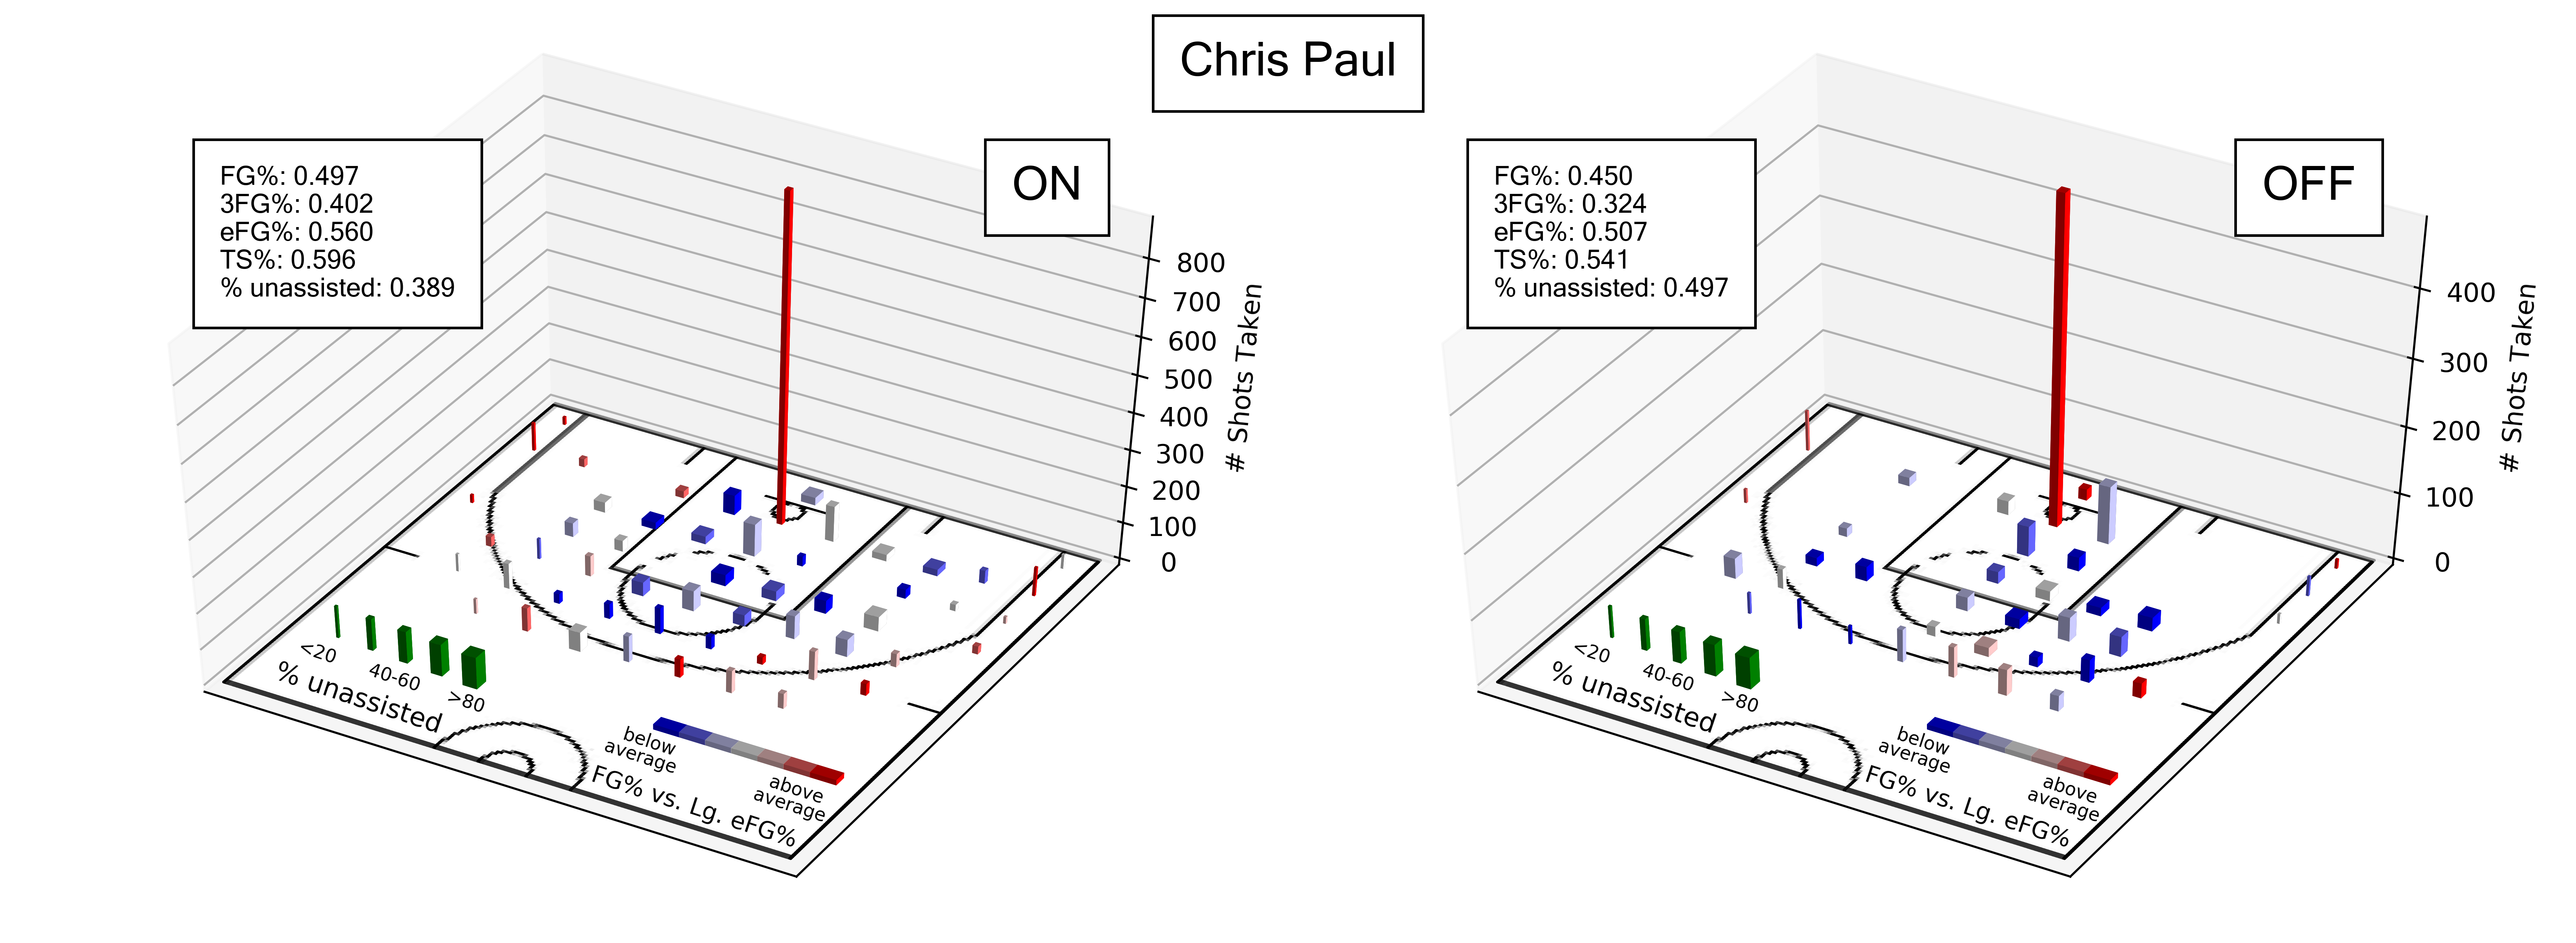 Chris Paul
FG%: 0.497
3FG%: 0.402
eFG%: 0.560
TS%: 0.596
% unassisted: 0.389
ON
800
700
600
500
400
300
200
100
0
# Shots Taken
<20
40-60
>80
% unassisted
below
average
above
average
FG% vs. Lg. eFG%
FG%: 0.450
3FG%: 0.324
eFG%: 0.507
TS%: 0.541
% unassisted: 0.497
OFF
400
300
200
100
0
# Shots Taken
<20
40-60
>80
% unassisted
below
average
above
average
FG% vs. Lg. eFG%